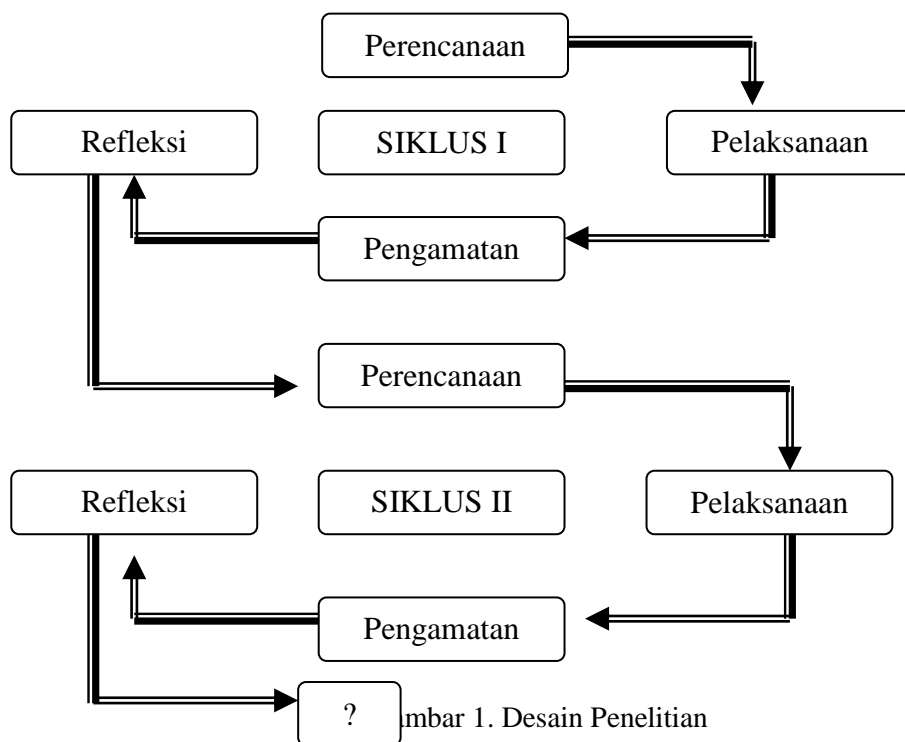 Perencanaan
Refleksi
SIKLUS I
Pelaksanaan
Pengamatan
Perencanaan
Refleksi
SIKLUS II
Pelaksanaan
Pengamatan
?
mbar 1. Desain Penelitian